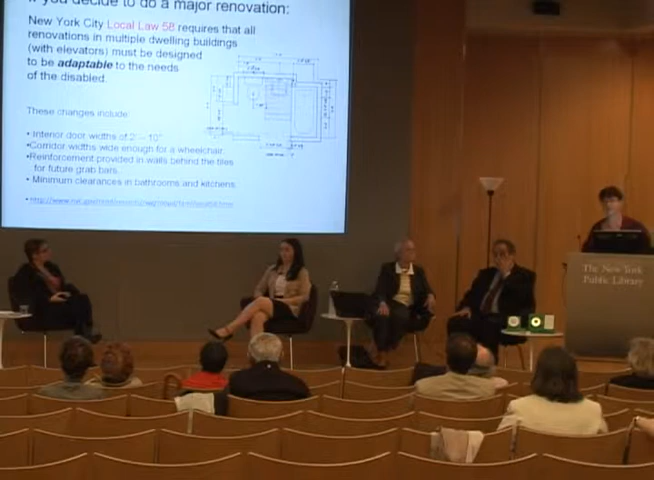 If you decide to do a major renovation:
New York City Local Law 58 requires that all
renovations in multiple dwelling buildings
(with elevators) must be designed
to be adaptable to the needs
of the disabled.
These changes include:
• Interior door widths of 2' – 10"
•Corridor widths wide enough for a wheelchair.
•Reinforcement provided in walls behind the tiles
for future grab bars.
• Minimum clearances in bathrooms and kitchens.
The New York
Public Library